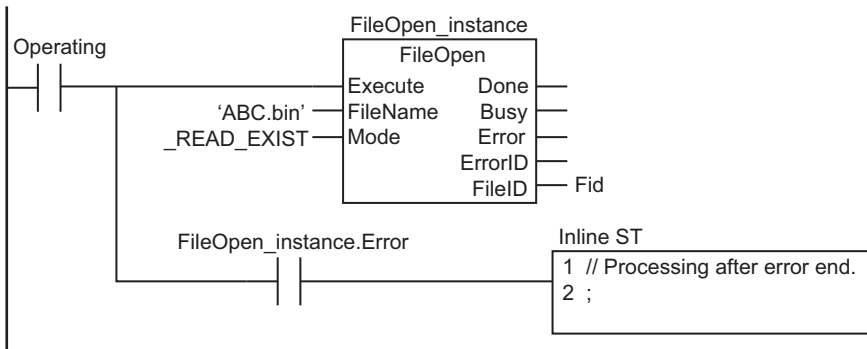 FileOpen_instance
Operating
FileOpen
Execute Done
'ABC.bin' FileName Busy
_READ_EXIST Mode Error
ErrorID
FileID Fid
FileOpen_instance.Error
Inline ST
1 // Processing after error end.
2 ;